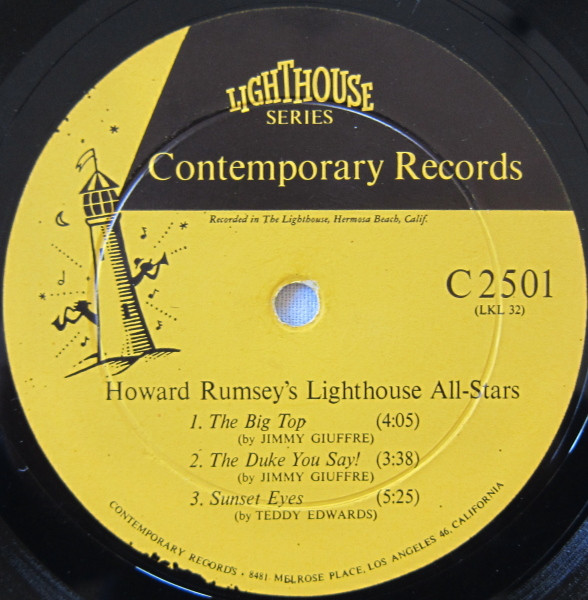 LIGHTHOUSE
SERIES
Contemporary Records
Recorded in The Lighthouse, Hermosa Beach, Calif.
C 2501
(LKL 32)
Howard Rumsey's Lighthouse All-Stars
1. The Big Top (4:05)
(by JIMMY GIUFFRE)
2. The Duke You Say! (3:38)
(by JIMMY GIUFFRE)
3. Sunset Eyes (5:25)
(by TEDDY EDWARDS)
CONTEMPORARY RECORDS • 8481 MELROSE PLACE, LOS ANGELES 46, CALIFORNIA